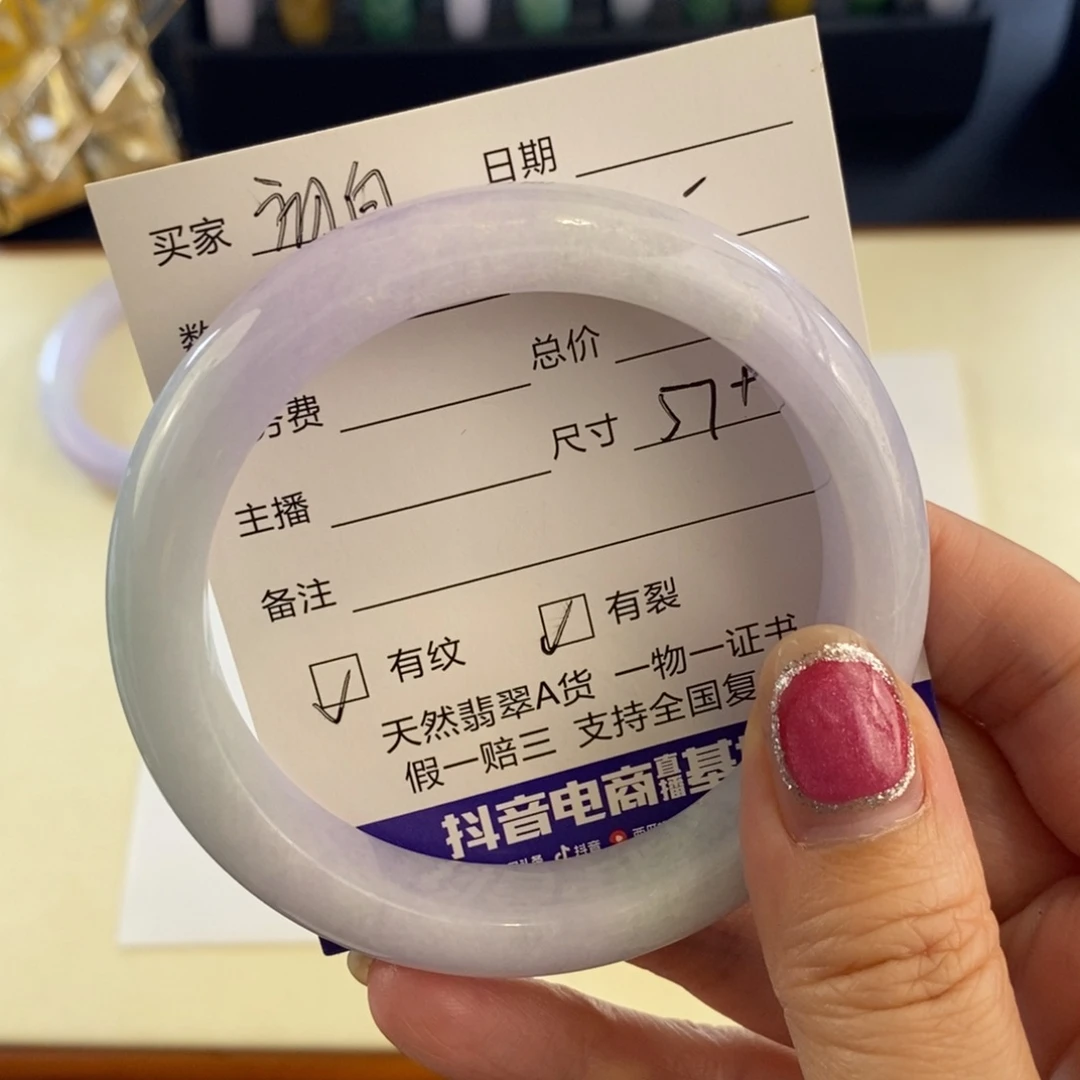 买家 初白 日期
数
总价
务费
尺寸 57+
主播
备注
☑ 有纹 ☑ 有裂
天然翡翠A货 一物一证书
假一赔三 支持全国复
抖音电商直播基